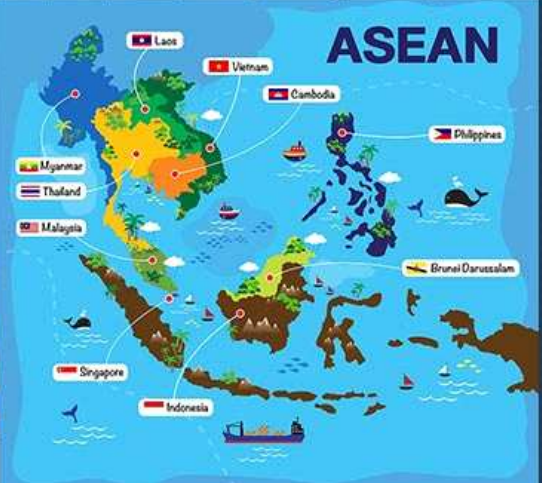 ASEAN
Laos
Vietnam
Cambodia
Philippines
Myanmar
Thailand
Malaysia
Brunei Darussalam
Singapore
Indonesia